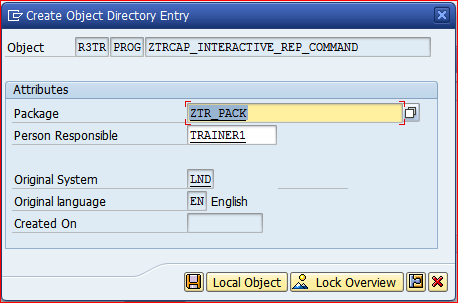 Create Object Directory Entry
Object R3TR PROG ZTRCAP_INTERACTIVE_REP_COMMAND
Attributes
Package ZTR_PACK
Person Responsible TRAINER1
Original System LND
Original language EN English
Created On
Local Object Lock Overview